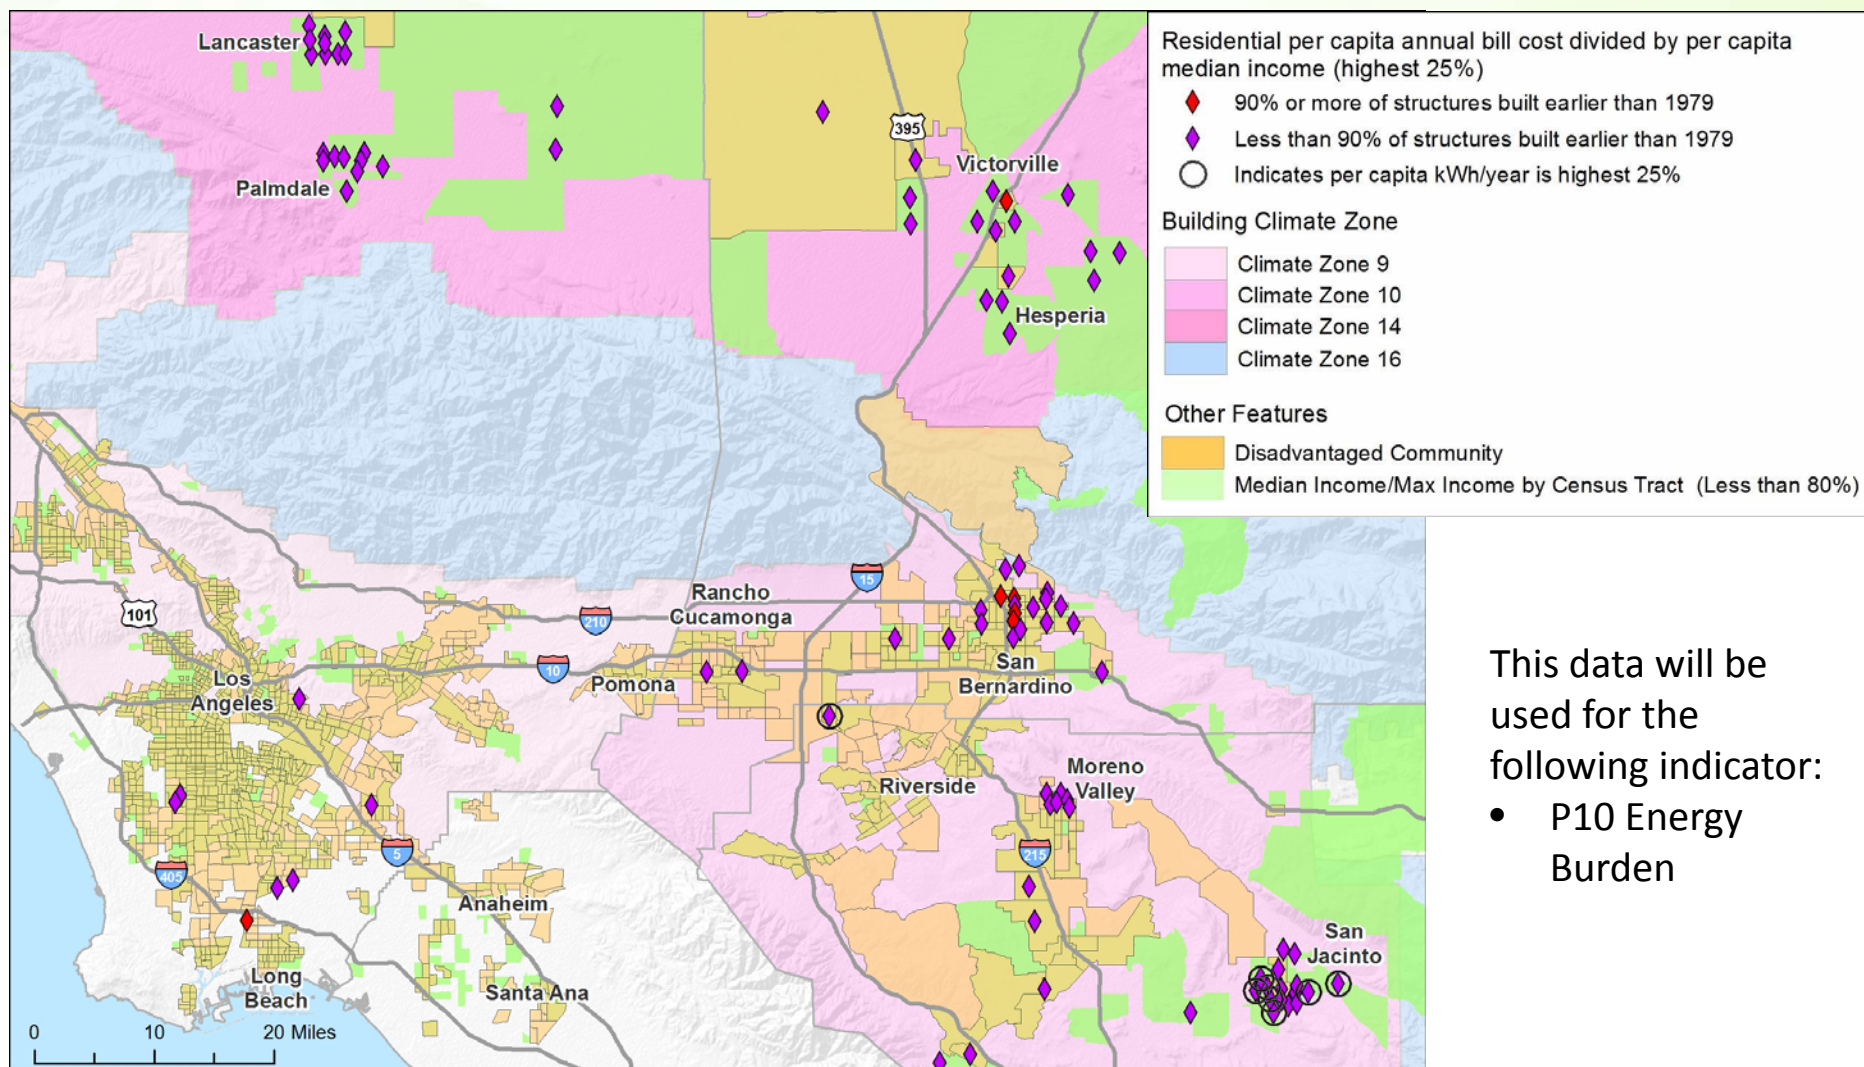 Residential per capita annual bill cost divided by per capita
median income (highest 25%)
90% or more of structures built earlier than 1979
Less than 90% of structures built earlier than 1979
Indicates per capita kWh/year is highest 25%
Building Climate Zone
Climate Zone 9
Climate Zone 10
Climate Zone 14
Climate Zone 16
Other Features
Disadvantaged Community
Median Income/Max Income by Census Tract (Less than 80%)
Lancaster
Palmdale
395
Victorville
Hesperia
15
Rancho
Cucamonga
101
210
10
Pomona
Los
Angeles
San
Bernardino
Riverside
Moreno
Valley
215
5
405
Anaheim
Long
Beach
Santa Ana
San
Jacinto
0 10 20 Miles
This data will be
used for the
following indicator:
• P10 Energy
Burden